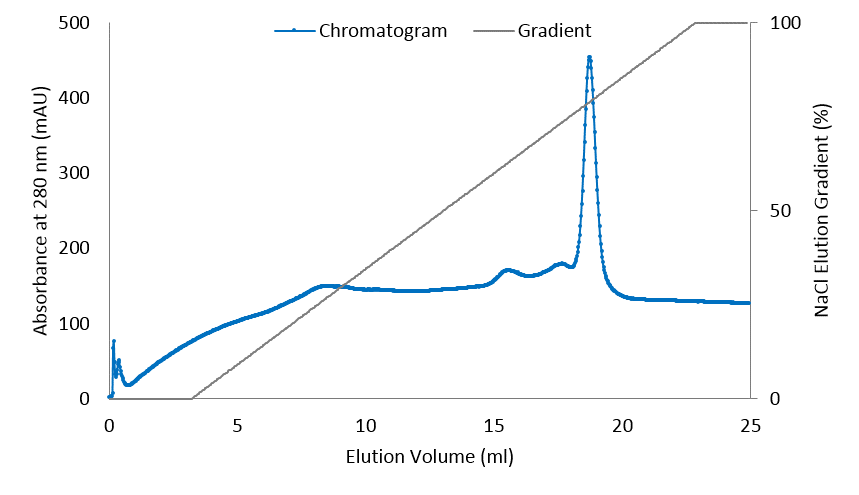 Chromatogram Gradient
500
400
300
200
100
0
Absorbance at 280 nm (mAU)
100
50
0
NaCl Elution Gradient (%)
0 5 10 15 20 25
Elution Volume (ml)